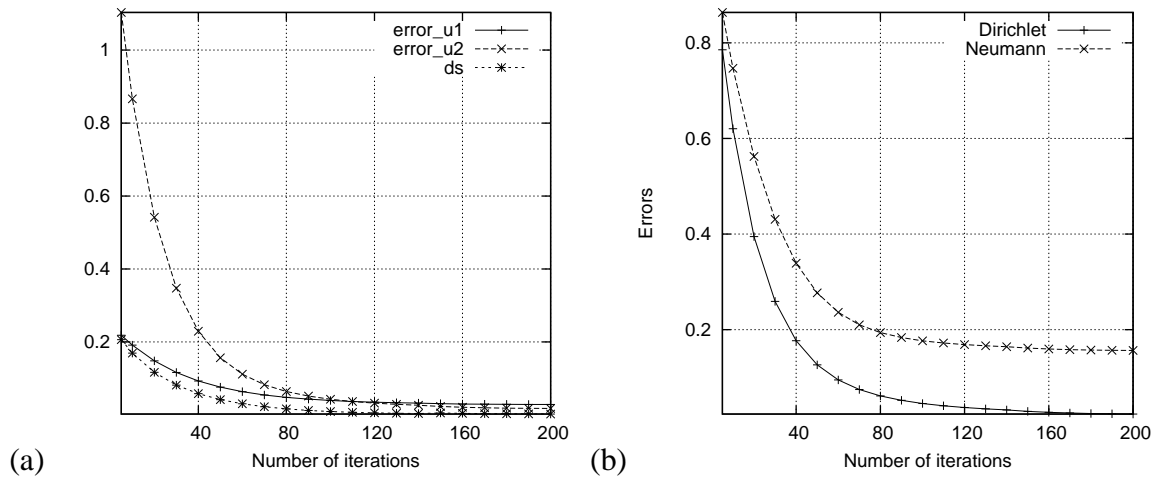 error_u1
error_u2
ds
1
0.8
0.6
0.4
0.2
40 80 120 160 200
Number of iterations
(a)
Dirichlet
Neumann
0.8
0.6
0.4
0.2
Errors
40 80 120 160 200
Number of iterations
(b)